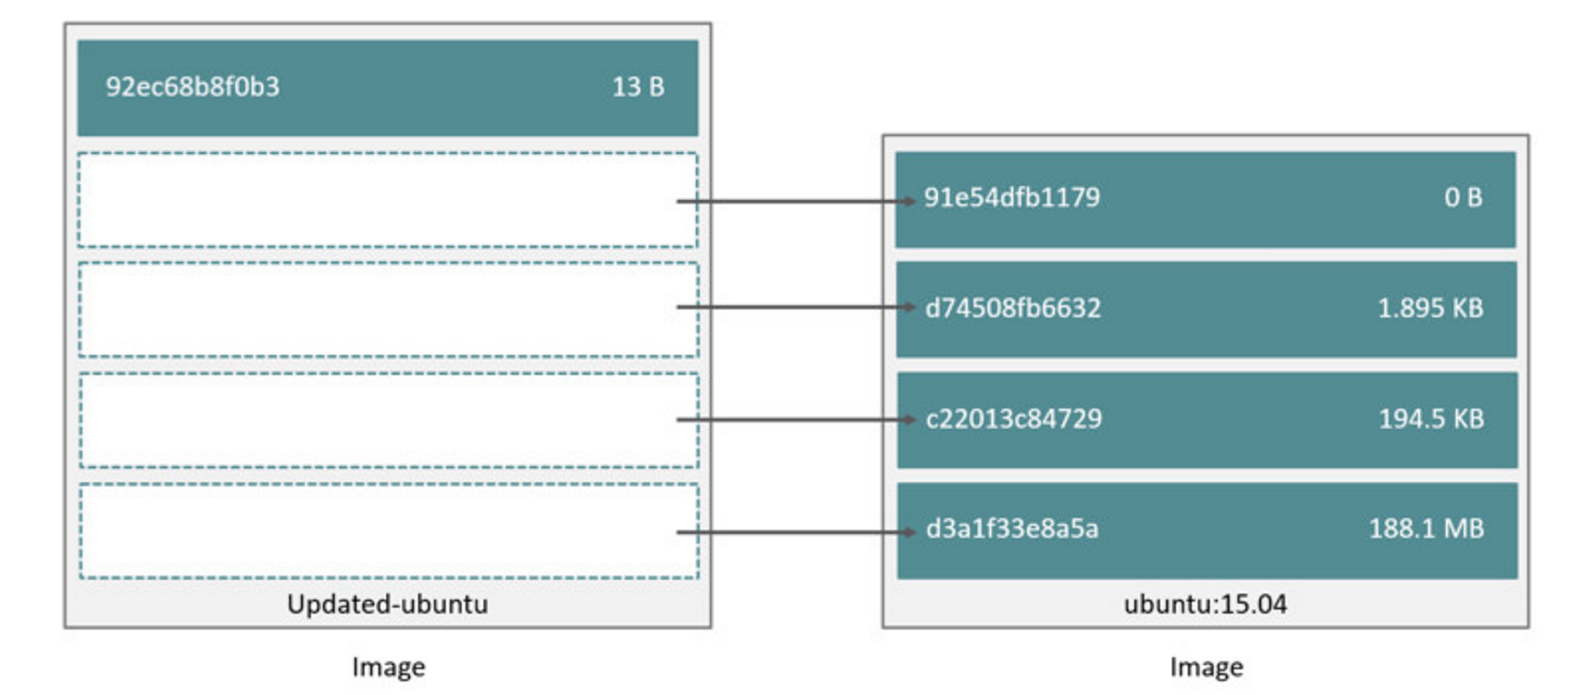 92ec68b8f0b3 13 B
91e54dfb1179 0 B
d74508fb6632 1.895 KB
c22013c84729 194.5 KB
d3a1f33e8a5a 188.1 MB
Updated-ubuntu ubuntu:15.04
Image Image